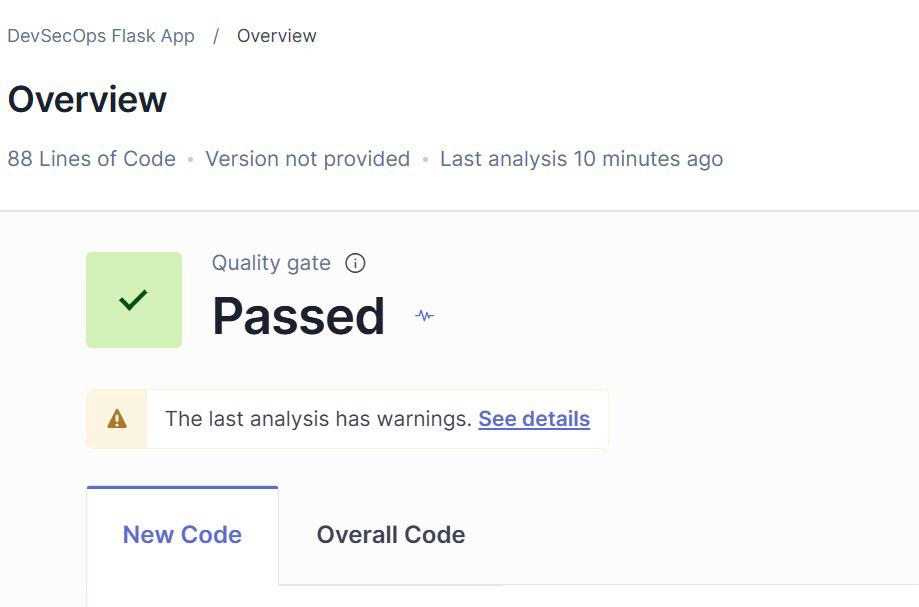 DevSecOps Flask App / Overview
Overview
88 Lines of Code • Version not provided • Last analysis 10 minutes ago
Quality gate
Passed
The last analysis has warnings. See details
New Code Overall Code